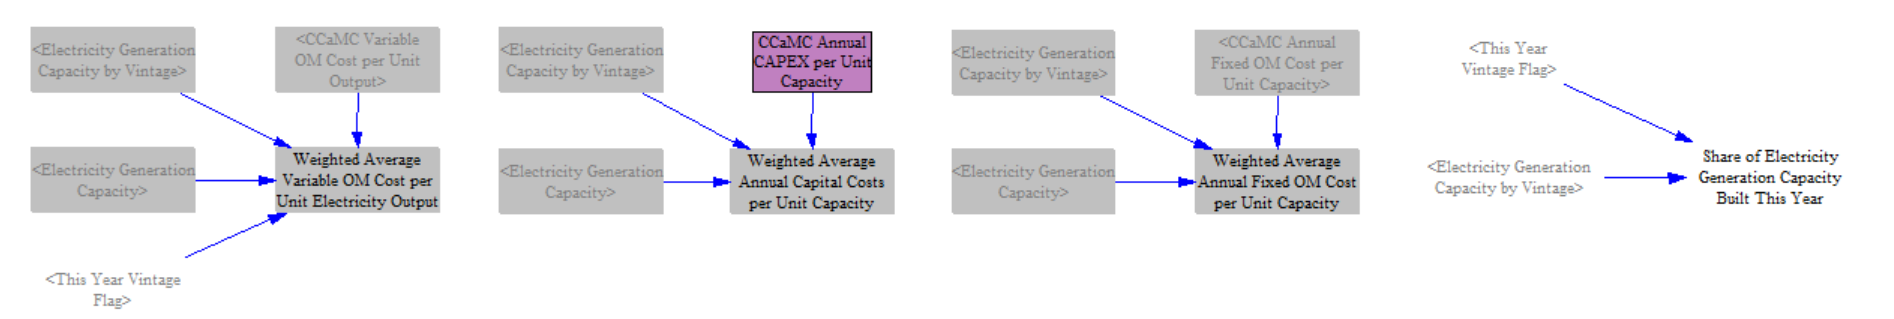 <Electricity Generation
Capacity by Vintage>
<CCaMC Variable
OM Cost per Unit
Output>
<Electricity Generation
Capacity>
Weighted Average
Variable OM Cost per
Unit Electricity Output
<This Year Vintage
Flag>
<Electricity Generation
Capacity by Vintage>
CCaMC Annual
CAPEX per Unit
Capacity
<Electricity Generation
Capacity>
Weighted Average
Annual Capital Costs
per Unit Capacity
<Electricity Generation
Capacity by Vintage>
<CCaMC Annual
Fixed OM Cost per
Unit Capacity>
<Electricity Generation
Capacity>
Weighted Average
Annual Fixed OM Cost
per Unit Capacity
<This Year
Vintage Flag>
<Electricity Generation
Capacity by Vintage>
Share of Electricity
Generation Capacity
Built This Year